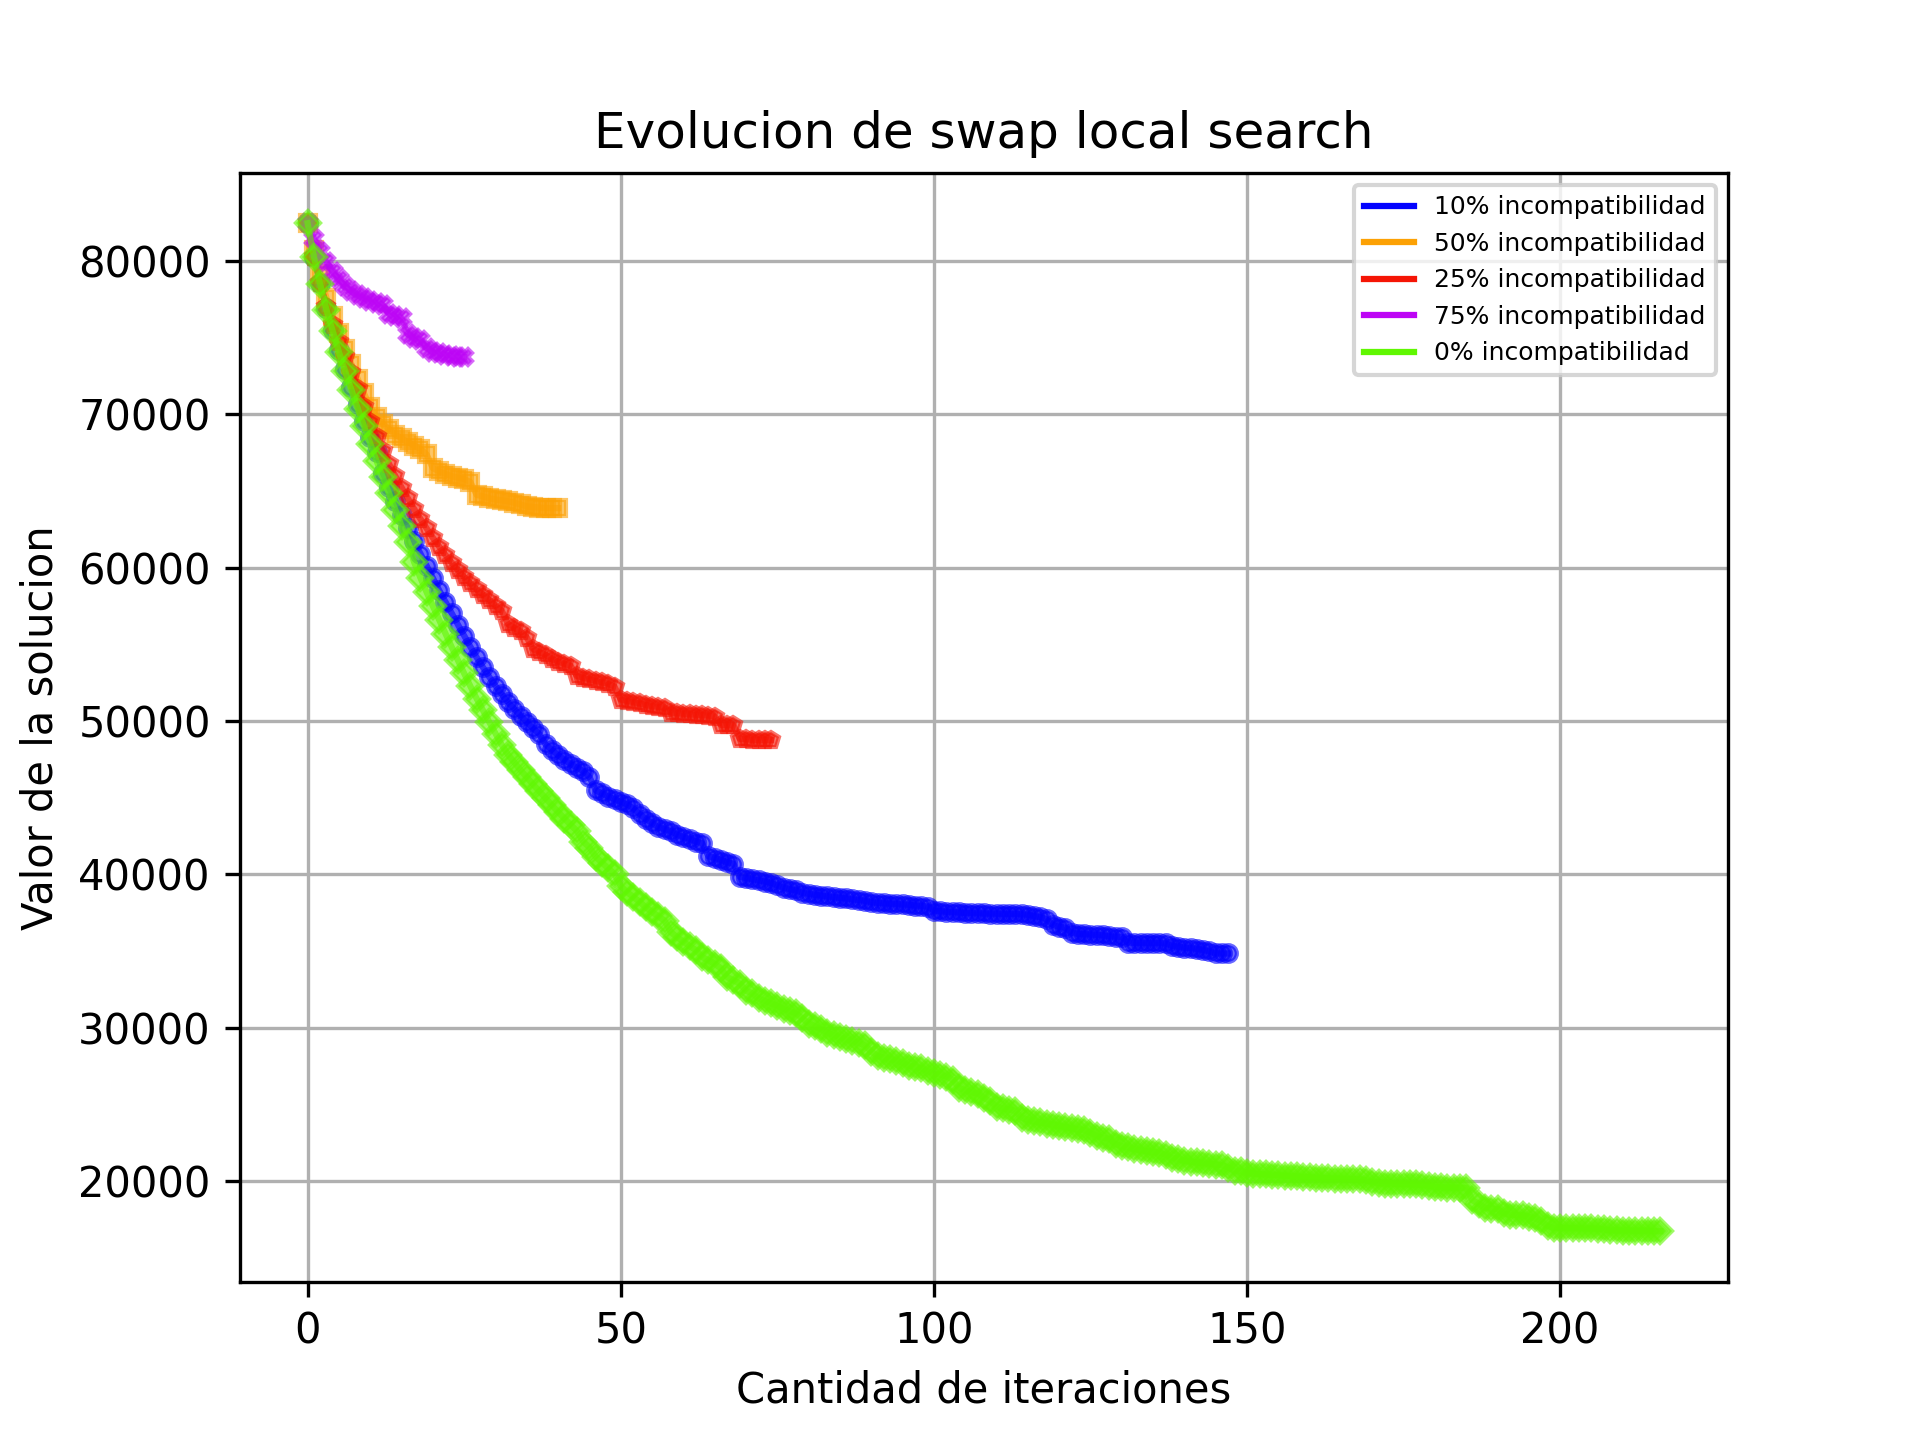 Evolucion de swap local search
10% incompatibilidad
50% incompatibilidad
25% incompatibilidad
75% incompatibilidad
0% incompatibilidad
Valor de la solucion
80000
70000
60000
50000
40000
30000
20000
0 50 100 150 200
Cantidad de iteraciones